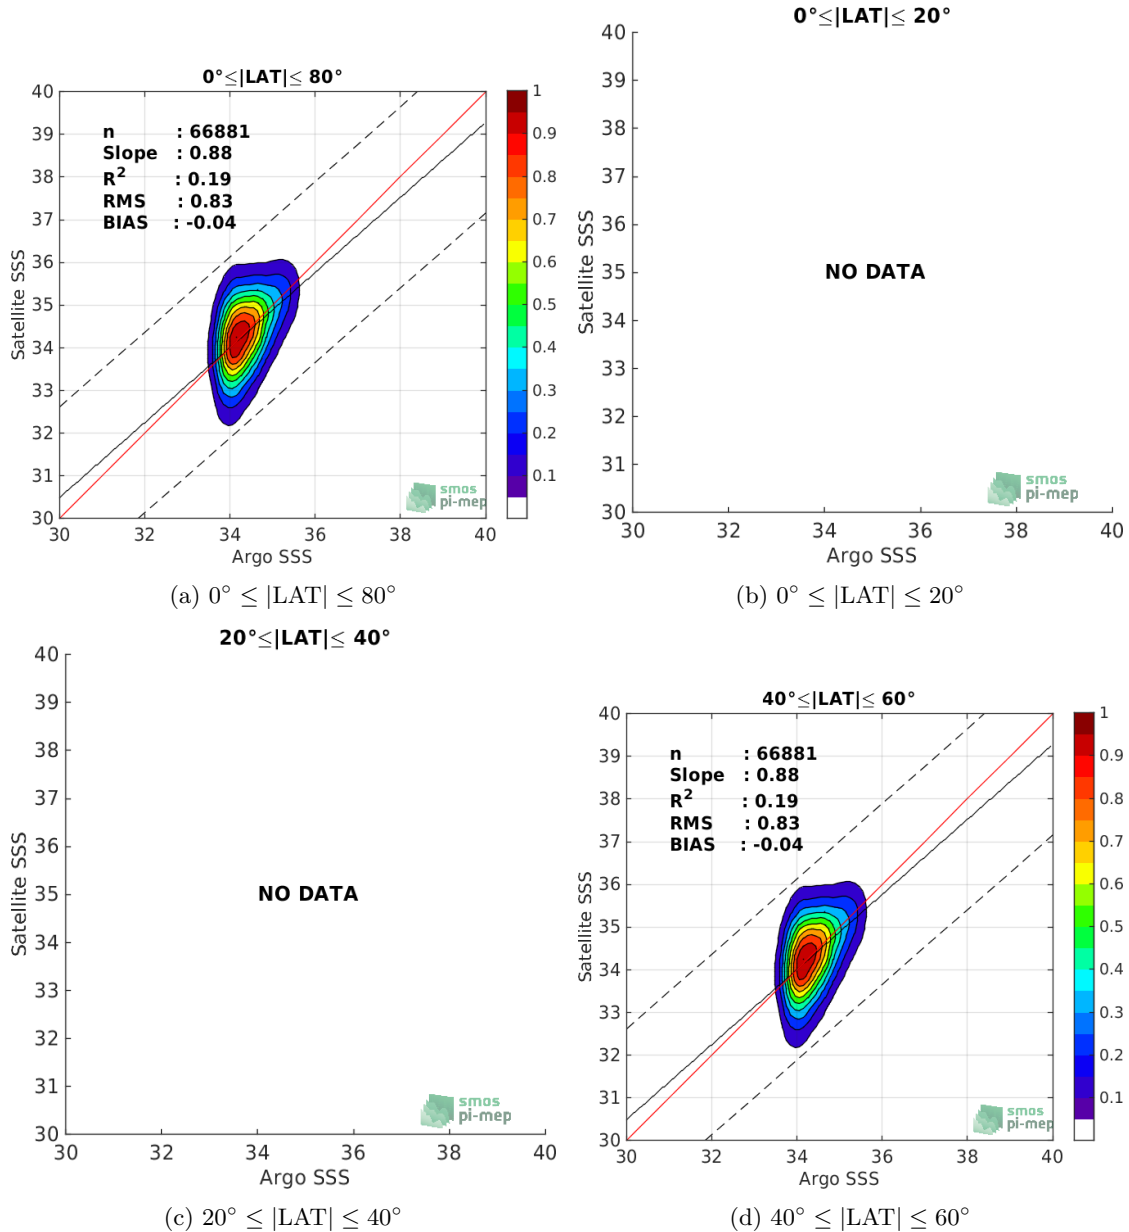 0°≤|LAT|≤ 80°
40
39
38
37
36
35
34
33
32
31
30
Satellite SSS
n : 66881
Slope : 0.88
R² : 0.19
RMS : 0.83
BIAS : -0.04
1
0.9
0.8
0.7
0.6
0.5
0.4
0.3
0.2
0.1
smos
pi-mep
30 32 34 36 38 40
Argo SSS
(a) 0° ≤ |LAT| ≤ 80°
0°≤|LAT|≤ 20°
40
39
38
37
36
35
34
33
32
31
30
Satellite SSS
NO DATA
smos
pi-mep
30 32 34 36 38 40
Argo SSS
(b) 0° ≤ |LAT| ≤ 20°
20°≤|LAT|≤ 40°
40
39
38
37
36
35
34
33
32
31
30
Satellite SSS
NO DATA
smos
pi-mep
30 32 34 36 38 40
Argo SSS
(c) 20° ≤ |LAT| ≤ 40°
40°≤|LAT|≤ 60°
40
39
38
37
36
35
34
33
32
31
30
Satellite SSS
n : 66881
Slope : 0.88
R² : 0.19
RMS : 0.83
BIAS : -0.04
1
0.9
0.8
0.7
0.6
0.5
0.4
0.3
0.2
0.1
smos
pi-mep
30 32 34 36 38 40
Argo SSS
(d) 40° ≤ |LAT| ≤ 60°